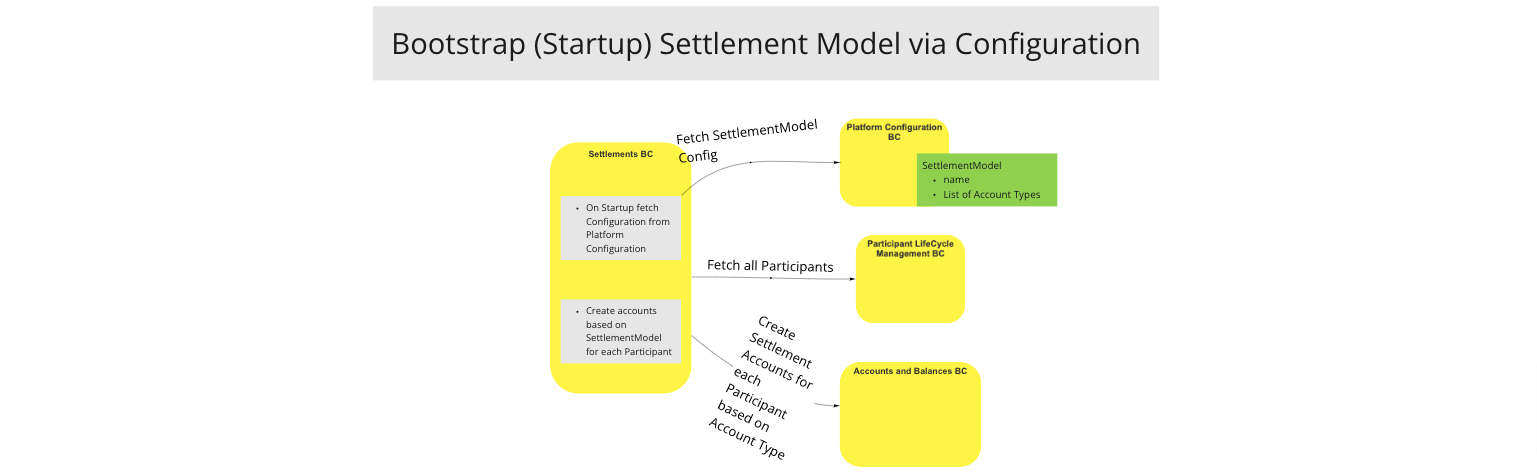 Bootstrap (Startup) Settlement Model via Configuration
Fetch SettlementModel
Config
Platform Configuration
BC
SettlementModel
• name
• List of Account Types
Settlements BC
• On Startup fetch
Configuration from
Platform
Configuration
Fetch all Participants
Participant LifeCycle
Management BC
• Create accounts
based on
SettlementModel
for each Participant
Create
Settlement
Accounts for
each
Participant
based on
Account Type
Accounts and Balances BC